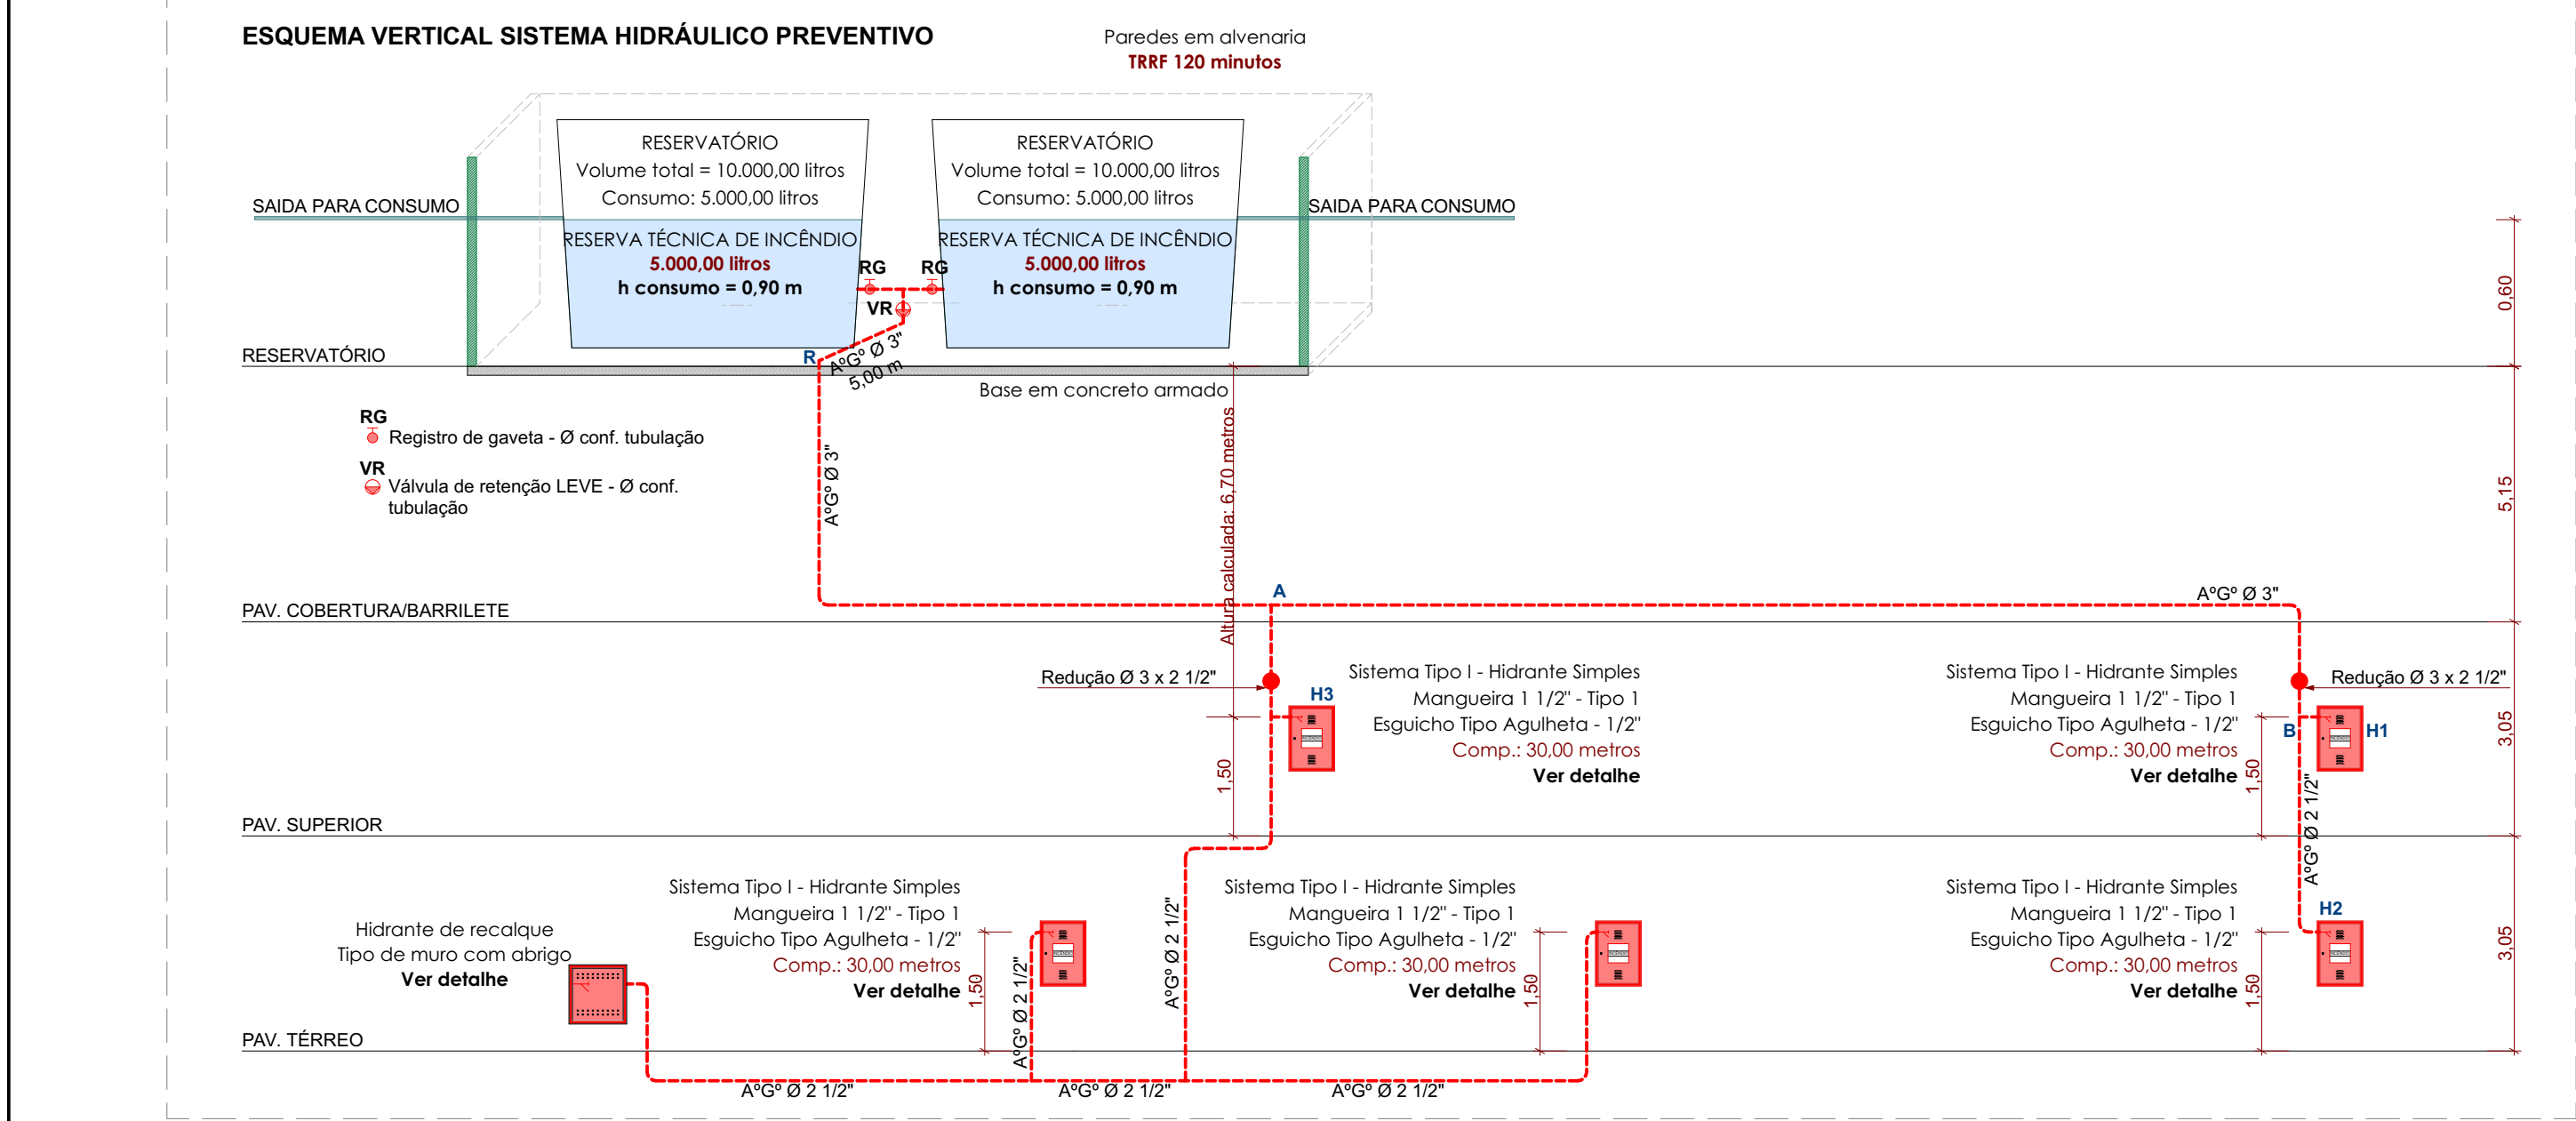 ESQUEMA VERTICAL SISTEMA HIDRÁULICO PREVENTIVO
Paredes em alvenaria
TRRF 120 minutos
RESERVATÓRIO
Volume total = 10.000,00 litros
Consumo: 5.000,00 litros
RESERVATÓRIO
Volume total = 10.000,00 litros
Consumo: 5.000,00 litros
SAIDA PARA CONSUMO
SAIDA PARA CONSUMO
RESERVA TÉCNICA DE INCÊNDIO
5.000,00 litros
h consumo = 0,90 m
RG
RG
VR
RESERVA TÉCNICA DE INCÊNDIO
5.000,00 litros
h consumo = 0,90 m
0,60
RESERVATÓRIO
R
AºGº Ø 3"
5,00 m
Base em concreto armado
RG
Registro de gaveta - Ø conf. tubulação
VR
Válvula de retenção LEVE - Ø conf.
tubulação
AºGº Ø 3"
Altura calculada: 6,70 metros
5,15
A
AºGº Ø 3"
PAV. COBERTURA/BARRILETE
Redução Ø 3 x 2 1/2"
H3
Sistema Tipo I - Hidrante Simples
Mangueira 1 1/2" - Tipo 1
Esguicho Tipo Agulheta - 1/2"
Comp.: 30,00 metros
Ver detalhe
1,50
Sistema Tipo I - Hidrante Simples
Mangueira 1 1/2" - Tipo 1
Esguicho Tipo Agulheta - 1/2"
Comp.: 30,00 metros
Ver detalhe
1,50
Redução Ø 3 x 2 1/2"
B
H1
3,05
AºGº Ø 2 1/2"
PAV. SUPERIOR
Hidrante de recalque
Tipo de muro com abrigo
Ver detalhe
Sistema Tipo I - Hidrante Simples
Mangueira 1 1/2" - Tipo 1
Esguicho Tipo Agulheta - 1/2"
Comp.: 30,00 metros
Ver detalhe
1,50
AºGº Ø 2 1/2"
AºGº Ø 2 1/2"
Sistema Tipo I - Hidrante Simples
Mangueira 1 1/2" - Tipo 1
Esguicho Tipo Agulheta - 1/2"
Comp.: 30,00 metros
Ver detalhe
1,50
Sistema Tipo I - Hidrante Simples
Mangueira 1 1/2" - Tipo 1
Esguicho Tipo Agulheta - 1/2"
Comp.: 30,00 metros
Ver detalhe
1,50
H2
3,05
PAV. TÉRREO
AºGº Ø 2 1/2"
AºGº Ø 2 1/2"
AºGº Ø 2 1/2"